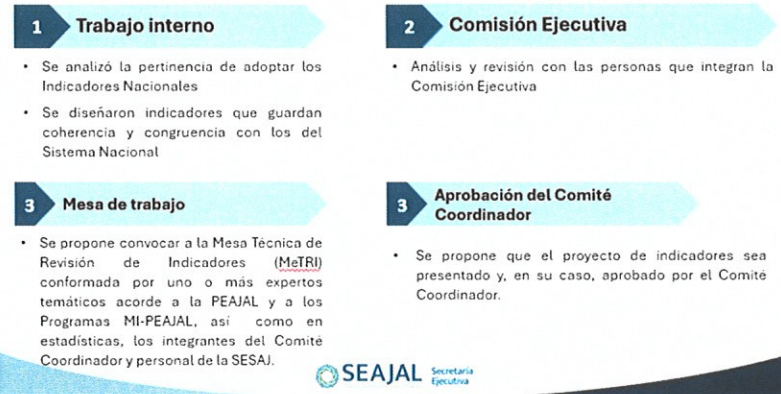 1 Trabajo interno
• Se analizó la pertinencia de adoptar los
Indicadores Nacionales
• Se diseñaron indicadores que guardan
coherencia y congruencia con los del
Sistema Nacional
2 Comisión Ejecutiva
• Análisis y revisión con las personas que integran la
Comisión Ejecutiva
3 Mesa de trabajo
• Se propone convocar a la Mesa Técnica de
Revisión de Indicadores (MeTRI)
conformada por uno o más expertos
temáticos acorde a la PEAJAL y a los
Programas MI-PEAJAL, así como en
estadísticas, los integrantes del Comité
Coordinador y personal de la SESAJ.
3 Aprobación del Comité
Coordinador
• Se propone que el proyecto de indicadores sea
presentado y, en su caso, aprobado por el Comité
Coordinador.
SEAJAL Secretaría
Ejecutiva